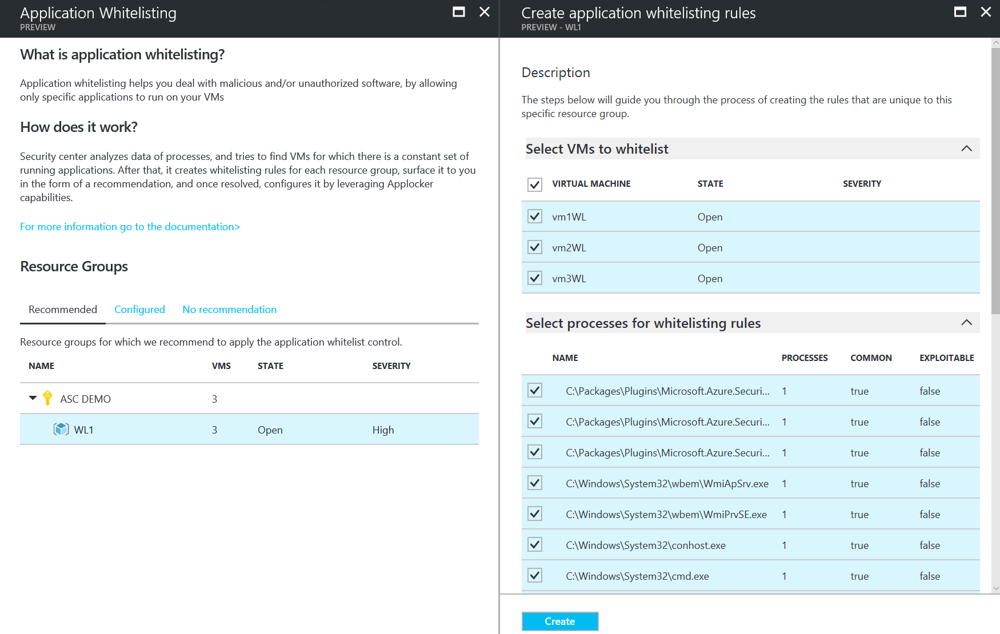 Application Whitelisting
PREVIEW
What is application whitelisting?
Application whitelisting helps you deal with malicious and/or unauthorized software, by allowing
only specific applications to run on your VMs
How does it work?
Security center analyzes data of processes, and tries to find VMs for which there is a constant set of
running applications. After that, it creates whitelisting rules for each resource group, surface it to you
in the form of a recommendation, and once resolved, configures it by leveraging Applocker
capabilities.
For more information go to the documentation>
Resource Groups
Recommended Configured No recommendation
Resource groups for which we recommend to apply the application whitelist control.
NAME VMS STATE SEVERITY
ASC DEMO 3
WL1 3 Open High
Create application whitelisting rules
PREVIEW - WL1
Description
The steps below will guide you through the process of creating the rules that are unique to this
specific resource group.
Select VMs to whitelist
VIRTUAL MACHINE STATE SEVERITY
vm1WL Open
vm2WL Open
vm3WL Open
Select processes for whitelisting rules
NAME PROCESSES COMMON EXPLOITABLE
C:\Packages\Plugins\Microsoft.Azure.Securi... 1 true false
C:\Packages\Plugins\Microsoft.Azure.Securi... 1 true false
C:\Packages\Plugins\Microsoft.Azure.Securi... 1 true false
C:\Windows\System32\wbem\WmiApSrv.exe 1 true false
C:\Windows\System32\wbem\WmiPrvSE.exe 1 true false
C:\Windows\System32\conhost.exe 1 true false
C:\Windows\System32\cmd.exe 1 true false
Create